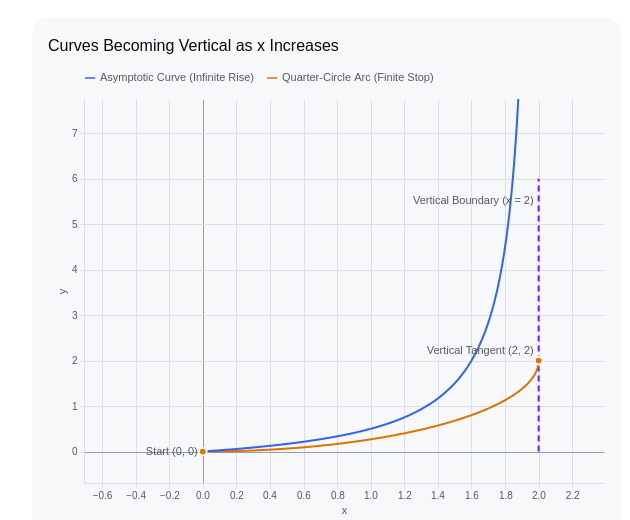 Curves Becoming Vertical as x Increases
Asymptotic Curve (Infinite Rise) Quarter-Circle Arc (Finite Stop)
7
6
Vertical Boundary (x = 2)
5
4
y
3
Vertical Tangent (2, 2)
2
1
Start (0, 0)
0
−0.6 −0.4 −0.2 0.0 0.2 0.4 0.6 0.8 1.0 1.2 1.4 1.6 1.8 2.0 2.2
x